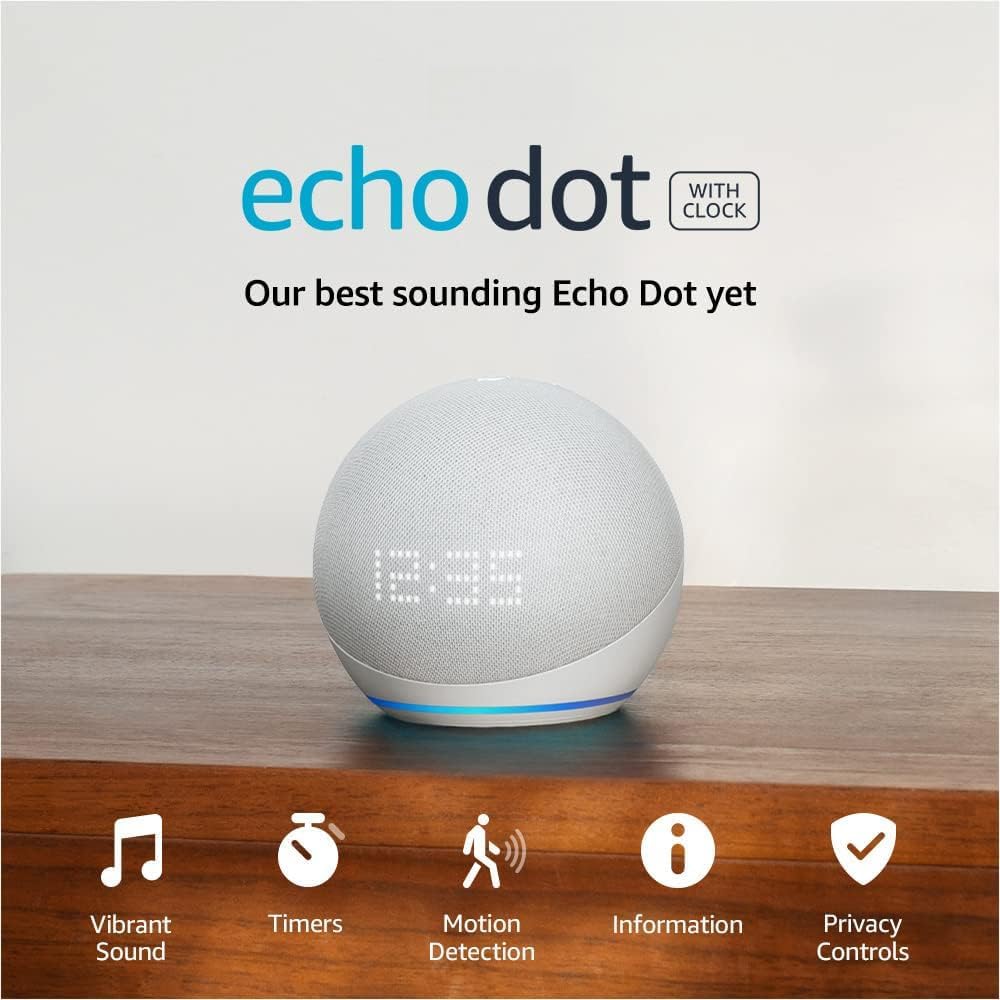 echo dot WITH CLOCK
Our best sounding Echo Dot yet
12:35
Vibrant Sound
Timers
Motion Detection
Information
Privacy Controls